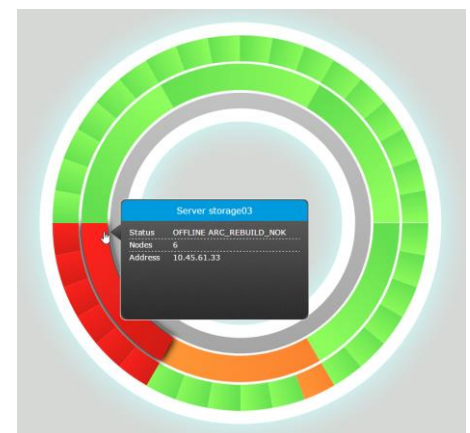 Server storage03
Status OFFLINE ARC_REBUILD_NOK
Nodes 6
Address 10.45.61.33